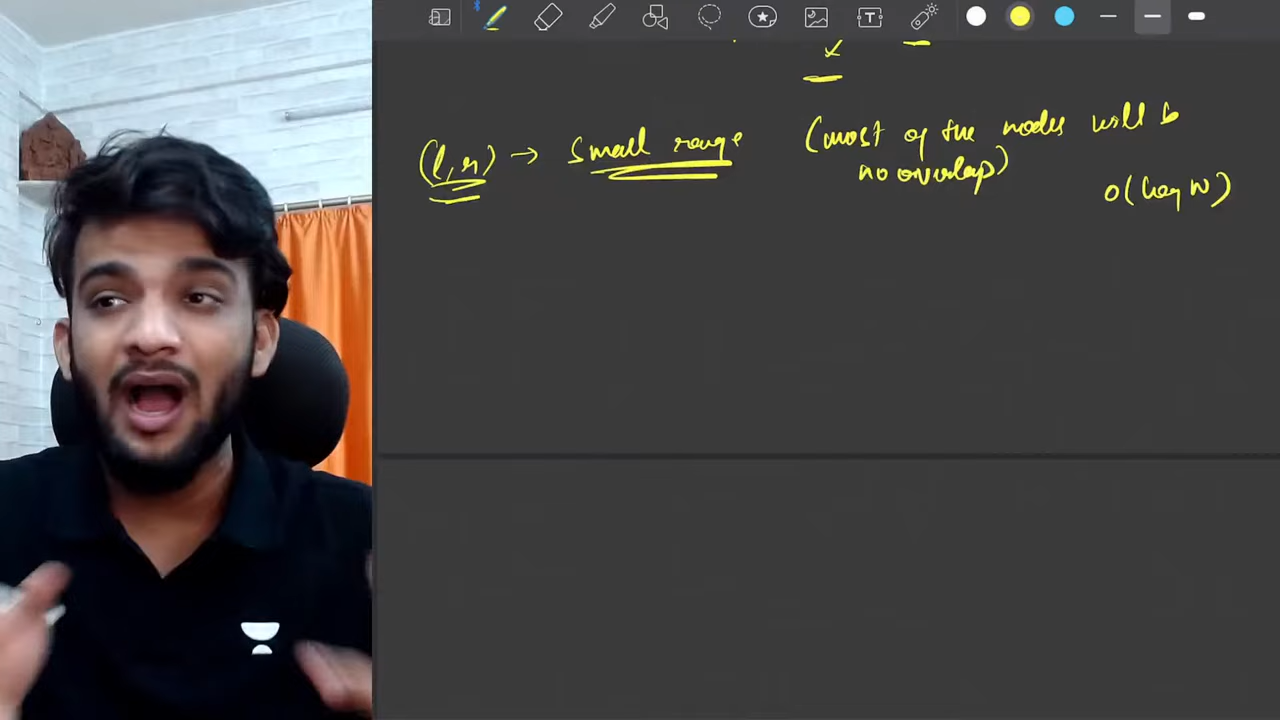 (l,r) → Small range (most of the nodes will b
no overlap)
O(log N)